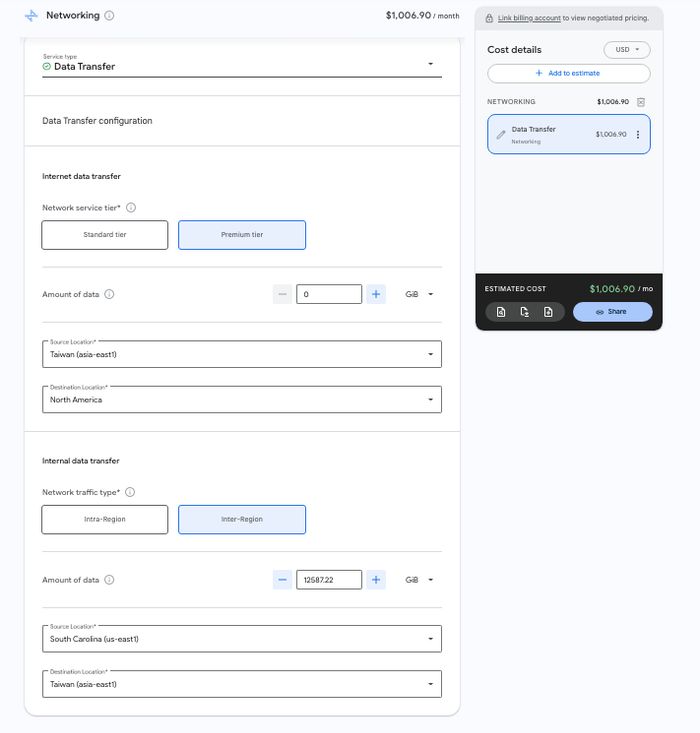 Networking
$1,006.90 / month
Service type
Data Transfer
Data Transfer configuration
Internet data transfer
Network service tier*
Standard tier
Premium tier
Amount of data
0
GiB
Source Location*
Taiwan (asia-east1)
Destination Location*
North America
Internal data transfer
Network traffic type*
Intra-Region
Inter-Region
Amount of data
12587.22
GiB
Source Location*
South Carolina (us-east1)
Destination Location*
Taiwan (asia-east1)
Link billing account to view negotiated pricing.
Cost details
USD
+ Add to estimate
NETWORKING
$1,006.90
Data Transfer
$1,006.90
Networking
ESTIMATED COST
$1,006.90 / mo
Share